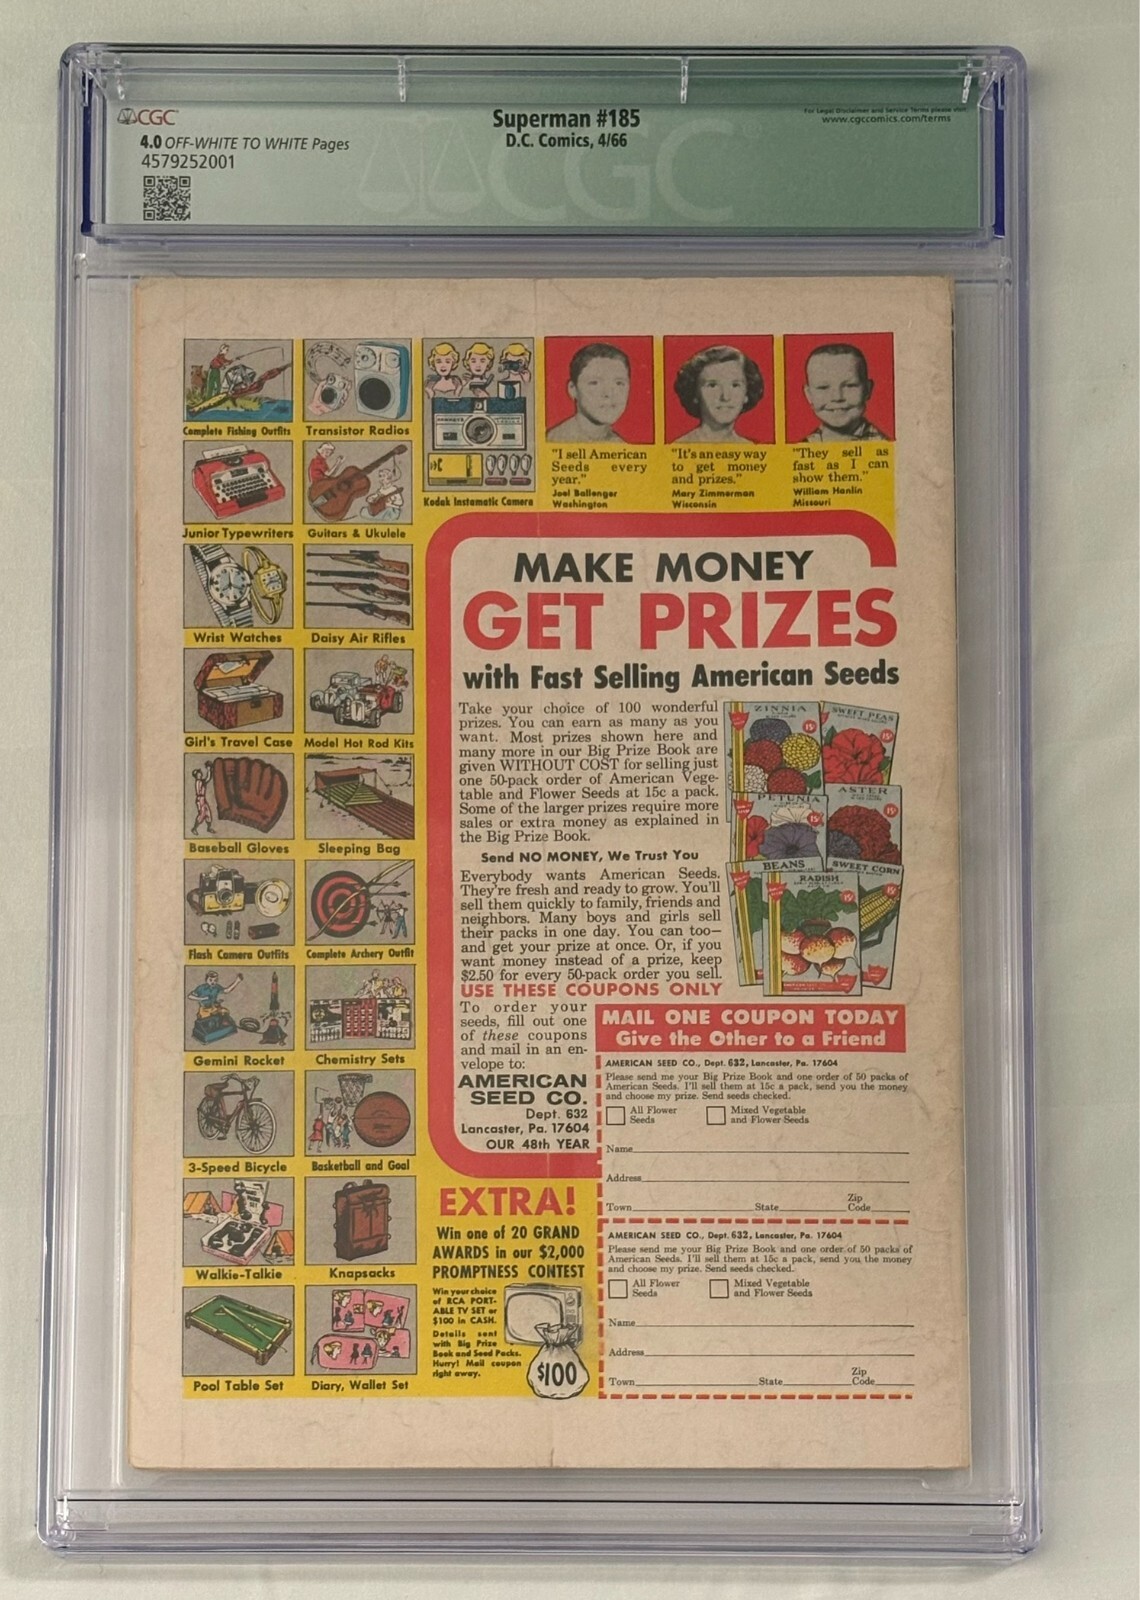 CGC
Superman #185
D.C. Comics, 4/66
4.0 OFF-WHITE TO WHITE Pages
4579252001
For Legal Disclaimer and Service Terms please visit:
www.cgccomics.com/terms
CGC
Complete Fishing Outfits
Transistor Radios
Junior Typewriters
Guitars & Ukulele
Kodak Instamatic Camera
Wrist Watches
Daisy Air Rifles
Girl's Travel Case
Model Hot Rod Kits
Baseball Gloves
Sleeping Bag
Flash Camera Outfits
Complete Archery Outfit
Gemini Rocket
Chemistry Sets
3-Speed Bicycle
Basketball and Goal
Walkie-Talkie
Knapsacks
Pool Table Set
Diary, Wallet Set
"I sell American
Seeds every
year."
Joel Ballenger
Washington
"It's an easy way
to get money
and prizes."
Mary Zimmerman
Wisconsin
"They sell as
fast as I can
show them."
William Hanlin
Missouri
MAKE MONEY
GET PRIZES
with Fast Selling American Seeds
Take your choice of 100 wonderful
prizes. You can earn as many as you
want. Most prizes shown here and
many more in our Big Prize Book are
given WITHOUT COST for selling just
one 50-pack order of American Vege-
table and Flower Seeds at 15c a pack.
Some of the larger prizes require more
sales or extra money as explained in
the Big Prize Book.
Send NO MONEY, We Trust You
Everybody wants American Seeds.
They're fresh and ready to grow. You'll
sell them quickly to family, friends and
neighbors. Many boys and girls sell
their packs in one day. You can too—
and get your prize at once. Or, if you
want money instead of a prize, keep
$2.50 for every 50-pack order you sell.
USE THESE COUPONS ONLY
ZINNIA
15¢
SWEET PEAS
15¢
PETUNIA
15¢
ASTER
15¢
BEANS
RADISH
15¢
SWEET CORN
15¢
To order your
seeds, fill out one
of these coupons
and mail in an en-
velope to:
AMERICAN
SEED CO.
Dept. 632
Lancaster, Pa. 17604
OUR 48th YEAR
MAIL ONE COUPON TODAY
Give the Other to a Friend
AMERICAN SEED CO., Dept. 632, Lancaster, Pa. 17604
Please send me your Big Prize Book and one order of 50 packs of
American Seeds. I'll sell them at 15c a pack, send you the money
and choose my prize. Send seeds checked.
All Flower
Seeds
Mixed Vegetable
and Flower Seeds
Name
Address
Town State Zip
Code
AMERICAN SEED CO., Dept. 632, Lancaster, Pa. 17604
Please send me your Big Prize Book and one order of 50 packs of
American Seeds. I'll sell them at 15c a pack, send you the money
and choose my prize. Send seeds checked.
All Flower
Seeds
Mixed Vegetable
and Flower Seeds
Name
Address
Town State Zip
Code
EXTRA!
Win one of 20 GRAND
AWARDS in our $2,000
PROMPTNESS CONTEST
Win your choice
of RCA PORT-
ABLE TV SET or
$100 in CASH.
Details sent
with Big Prize
Book and Seed Packs.
Hurry! Mail coupon
right away.
$100